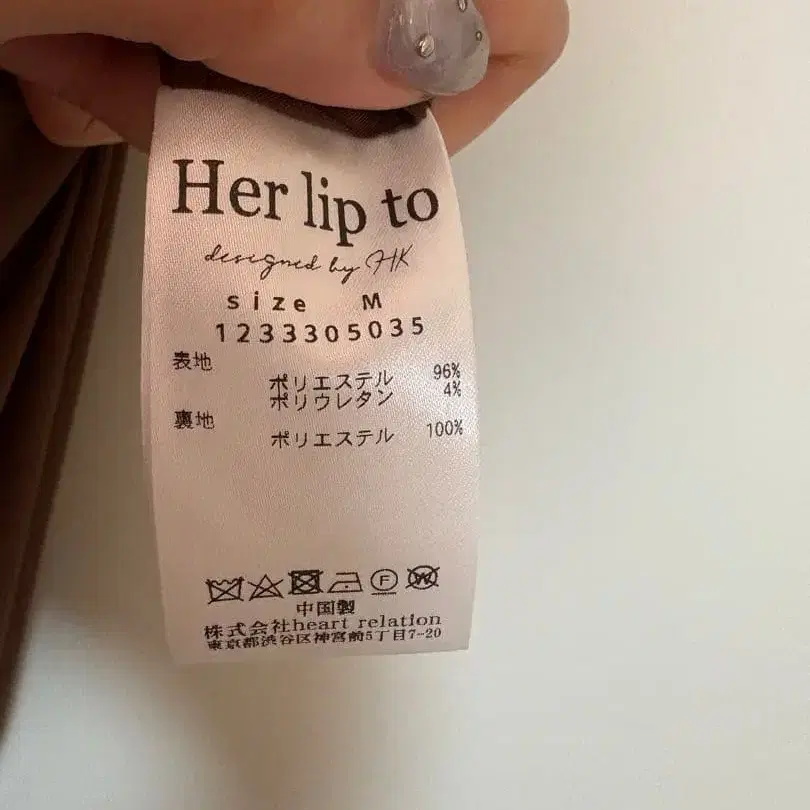 Her lip to
designed by HK
size M
1233305035
表地
ポリエステル 96%
ポリウレタン 4%
裏地
ポリエステル 100%
中国製
株式会社heart relation
東京都渋谷区神宮前5丁目7-20